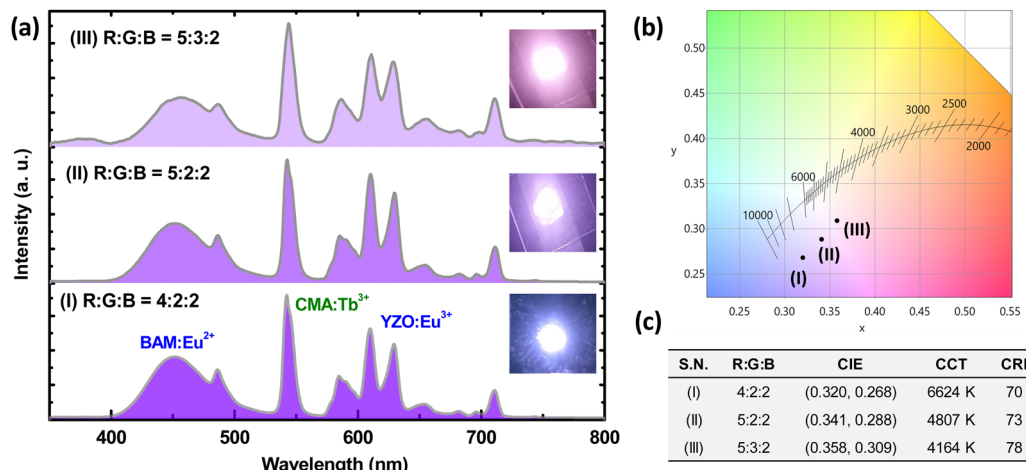 (a)
(III) R:G:B = 5:3:2
(II) R:G:B = 5:2:2
(I) R:G:B = 4:2:2
CMA:Tb³⁺
BAM:Eu²⁺
YZO:Eu³⁺
Intensity (a. u.)
400 500 600 700 800
Wavelength (nm)
(b)
0.50
0.45
0.40
y
0.35
0.30
0.25
3000
2500
4000
2000
6000
10000
(III)
(II)
(I)
0.25 0.30 0.35 0.40 0.45 0.50 0.55
x
(c)
S.N. R:G:B CIE CCT CRI
(I) 4:2:2 (0.320, 0.268) 6624 K 70
(II) 5:2:2 (0.341, 0.288) 4807 K 73
(III) 5:3:2 (0.358, 0.309) 4164 K 78